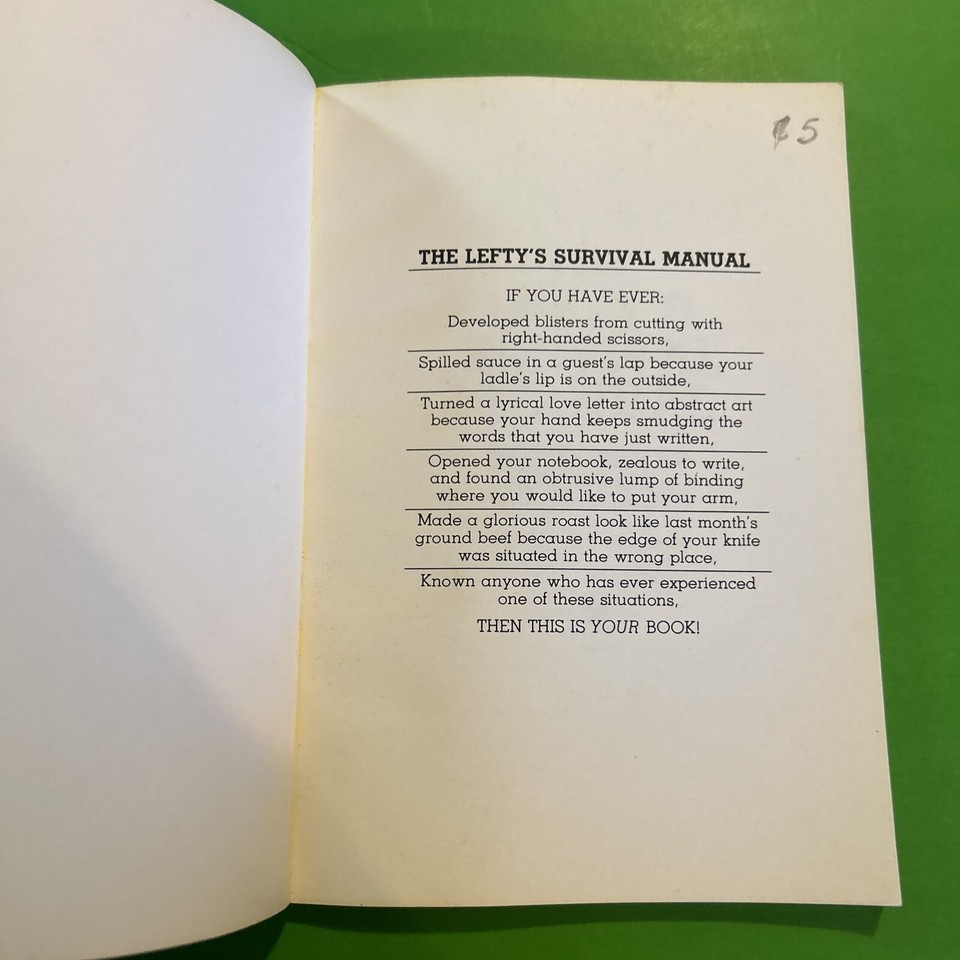 5
THE LEFTY'S SURVIVAL MANUAL
IF YOU HAVE EVER:
Developed blisters from cutting with
right-handed scissors,
Spilled sauce in a guest's lap because your
ladle's lip is on the outside,
Turned a lyrical love letter into abstract art
because your hand keeps smudging the
words that you have just written,
Opened your notebook, zealous to write,
and found an obtrusive lump of binding
where you would like to put your arm,
Made a glorious roast look like last month's
ground beef because the edge of your knife
was situated in the wrong place,
Known anyone who has ever experienced
one of these situations,
THEN THIS IS YOUR BOOK!